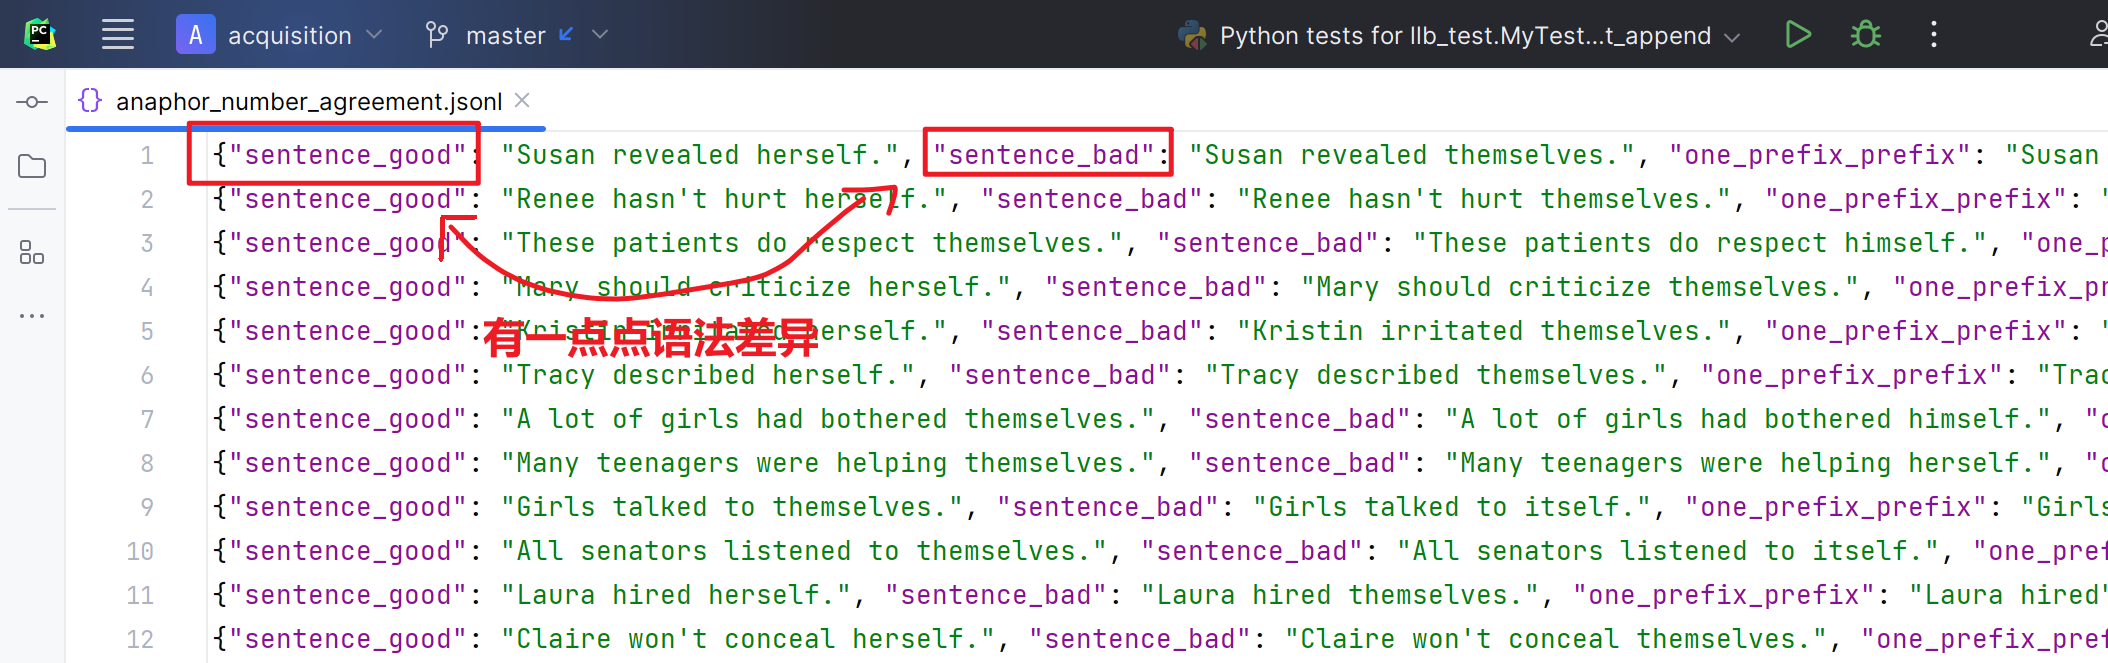 PC
A acquisition master Python tests for llb_test.MyTest...t_append
{} anaphor_number_agreement.jsonl
1 {"sentence_good": "Susan revealed herself.", "sentence_bad": "Susan revealed themselves.", "one_prefix_prefix": "Susan
2 {"sentence_good": "Renee hasn't hurt herself.", "sentence_bad": "Renee hasn't hurt themselves.", "one_prefix_prefix": "
3 {"sentence_good": "These patients do respect themselves.", "sentence_bad": "These patients do respect himself.", "one_p
4 {"sentence_good": "Mary should criticize herself.", "sentence_bad": "Mary should criticize themselves.", "one_prefix_pr
5 {"sentence_good": "Kristin irritated herself.", "sentence_bad": "Kristin irritated themselves.", "one_prefix_prefix": "
有一点点语法差异
6 {"sentence_good": "Tracy described herself.", "sentence_bad": "Tracy described themselves.", "one_prefix_prefix": "Trac
7 {"sentence_good": "A lot of girls had bothered themselves.", "sentence_bad": "A lot of girls had bothered himself.", "o
8 {"sentence_good": "Many teenagers were helping themselves.", "sentence_bad": "Many teenagers were helping herself.", "o
9 {"sentence_good": "Girls talked to themselves.", "sentence_bad": "Girls talked to itself.", "one_prefix_prefix": "Girls
10 {"sentence_good": "All senators listened to themselves.", "sentence_bad": "All senators listened to itself.", "one_pref
11 {"sentence_good": "Laura hired herself.", "sentence_bad": "Laura hired themselves.", "one_prefix_prefix": "Laura hired"
12 {"sentence_good": "Claire won't conceal herself.", "sentence_bad": "Claire won't conceal themselves.", "one_prefix_pref